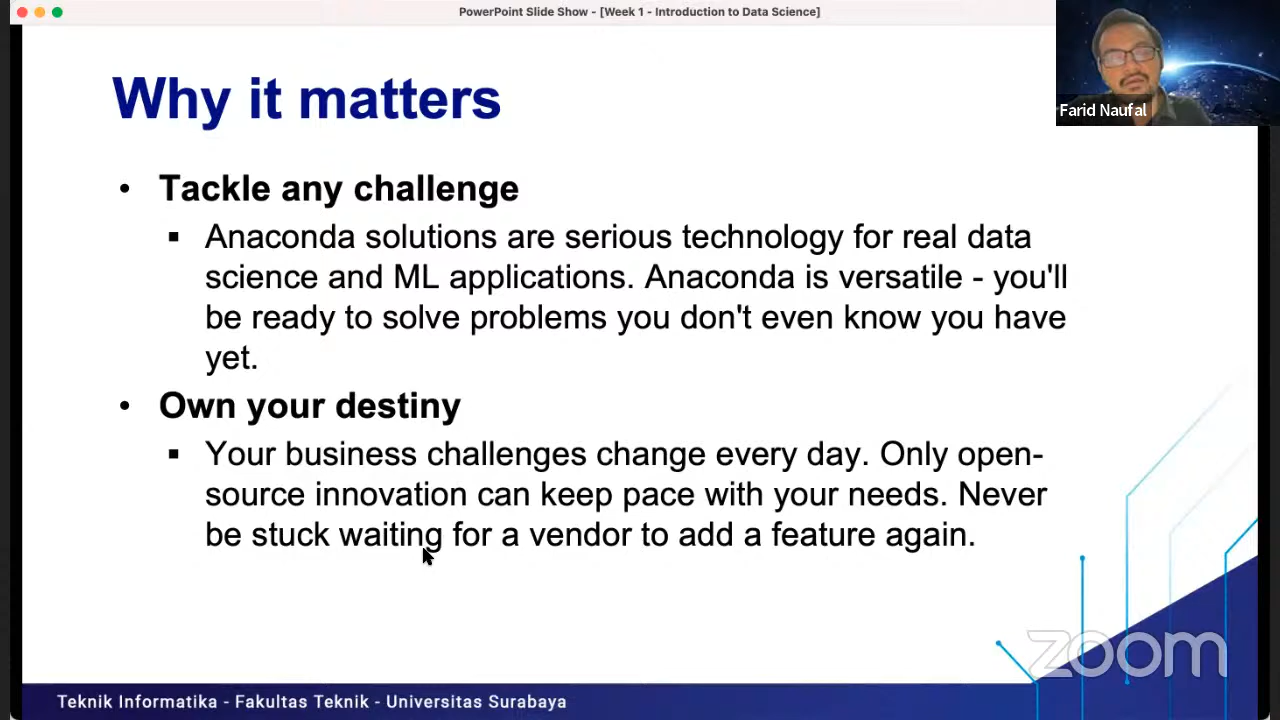 PowerPoint Slide Show - [Week 1 - Introduction to Data Science]
Farid Naufal
Why it matters
• Tackle any challenge
▪ Anaconda solutions are serious technology for real data
science and ML applications. Anaconda is versatile - you'll
be ready to solve problems you don't even know you have
yet.
• Own your destiny
▪ Your business challenges change every day. Only open-
source innovation can keep pace with your needs. Never
be stuck waiting for a vendor to add a feature again.
zoom
Teknik Informatika - Fakultas Teknik - Universitas Surabaya